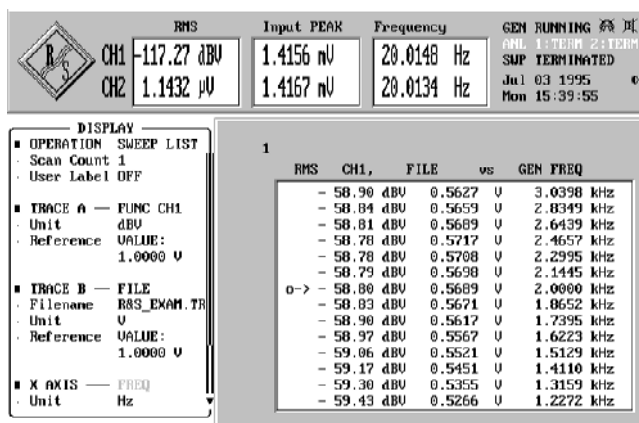 RMS Input PEAK Frequency
R S
CH1 -117.27 dBV 1.4156 mV 20.0148 Hz
CH2 1.1432 µV 1.4167 mV 20.0134 Hz
GEN RUNNING
ANL 1:TERM 2:TERM
SWP TERMINATED
Jul 03 1995
Mon 15:39:55
DISPLAY
OPERATION SWEEP LIST
Scan Count 1
User Label OFF
TRACE A — FUNC CH1
Unit dBV
Reference VALUE:
1.0000 V
TRACE B — FILE
Filename R&S_EXAM.TR
Unit V
Reference VALUE:
1.0000 V
X AXIS — FREQ
Unit Hz
1
RMS CH1, FILE vs GEN FREQ
- 58.90 dBV 0.5627 V 3.0398 kHz
- 58.84 dBV 0.5659 V 2.8349 kHz
- 58.81 dBV 0.5689 V 2.6439 kHz
- 58.78 dBV 0.5717 V 2.4657 kHz
- 58.78 dBV 0.5708 V 2.2995 kHz
- 58.79 dBV 0.5698 V 2.1445 kHz
o-> - 58.80 dBV 0.5689 V 2.0000 kHz
- 58.83 dBV 0.5671 V 1.8652 kHz
- 58.90 dBV 0.5617 V 1.7395 kHz
- 58.97 dBV 0.5567 V 1.6223 kHz
- 59.06 dBV 0.5521 V 1.5129 kHz
- 59.17 dBV 0.5451 V 1.4110 kHz
- 59.30 dBV 0.5355 V 1.3159 kHz
- 59.43 dBV 0.5266 V 1.2272 kHz